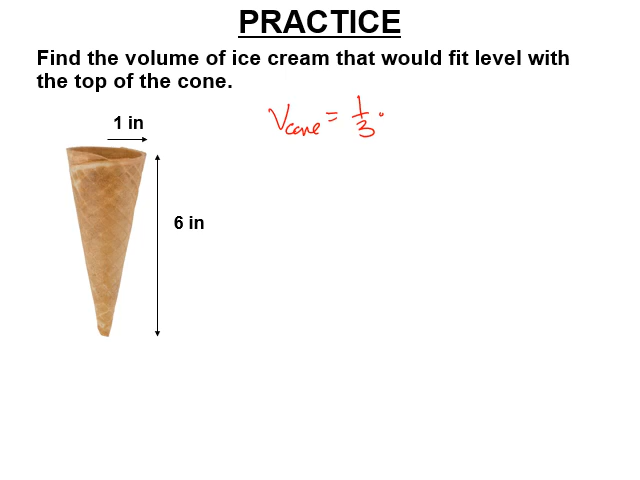 PRACTICE
Find the volume of ice cream that would fit level with
the top of the cone.
V cone = 1/3 ·
1 in
6 in